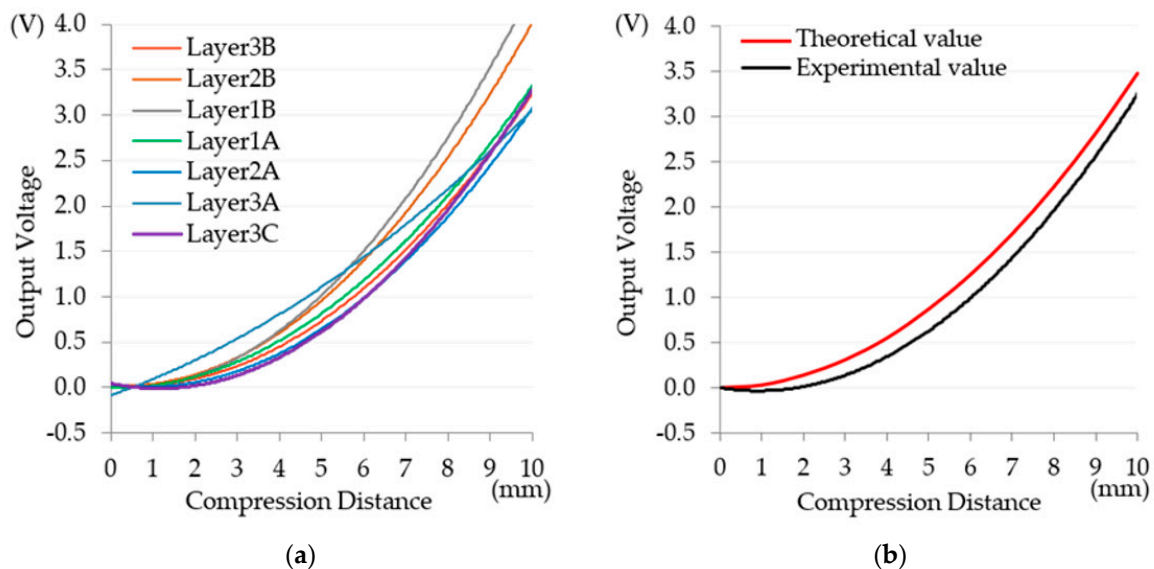 (V)
4.0
3.5
3.0
2.5
2.0
1.5
1.0
0.5
0.0
-0.5
Output Voltage
Layer3B
Layer2B
Layer1B
Layer1A
Layer2A
Layer3A
Layer3C
0 1 2 3 4 5 6 7 8 9 10
(mm)
Compression Distance
(a)
(V)
4.0
3.5
3.0
2.5
2.0
1.5
1.0
0.5
0.0
-0.5
Output Voltage
Theoretical value
Experimental value
0 1 2 3 4 5 6 7 8 9 10
(mm)
Compression Distance
(b)